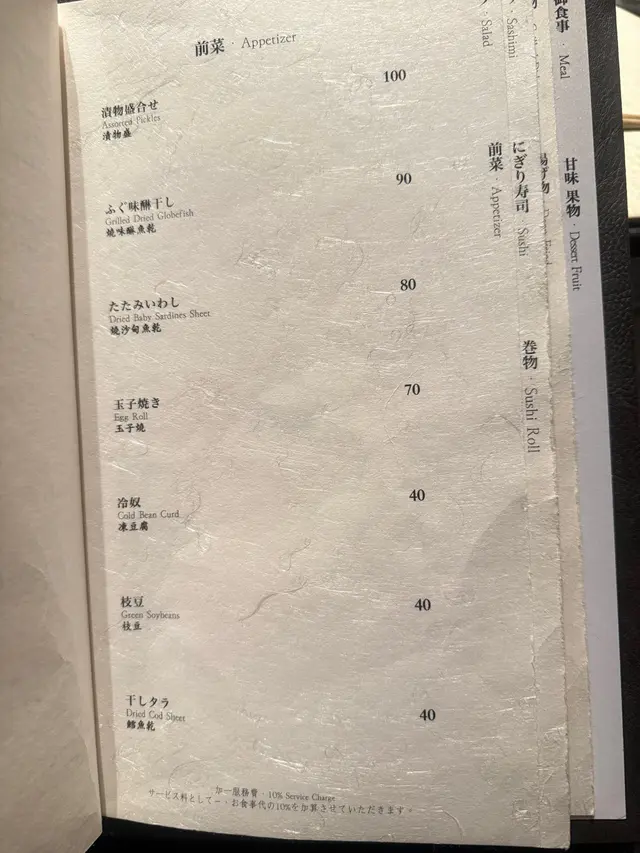 前菜 · Appetizer
100
漬物盛合せ
Assorted Pickles
漬物盛
90
ふぐ味醂干し
Grilled Dried Globefish
燒味醂魚乾
80
たたみいわし
Dried Baby Sardines Sheet
燒沙甸魚乾
70
玉子焼き
Egg Roll
玉子燒
40
冷奴
Cold Bean Curd
凍豆腐
40
枝豆
Green Soybeans
枝豆
40
干しタラ
Dried Cod Sheet
鱈魚乾
加一服務費 · 10% Service Charge
サービス料として一、お食事代の10%を加算させていただきます。
Salad
Sashimi
御食事 · Meal
前菜 · Appetizer
にぎり寿司 · Sushi
揚げ物 · Deep Fried
甘味 果物 · Dessert Fruit
巻物 · Sushi Roll